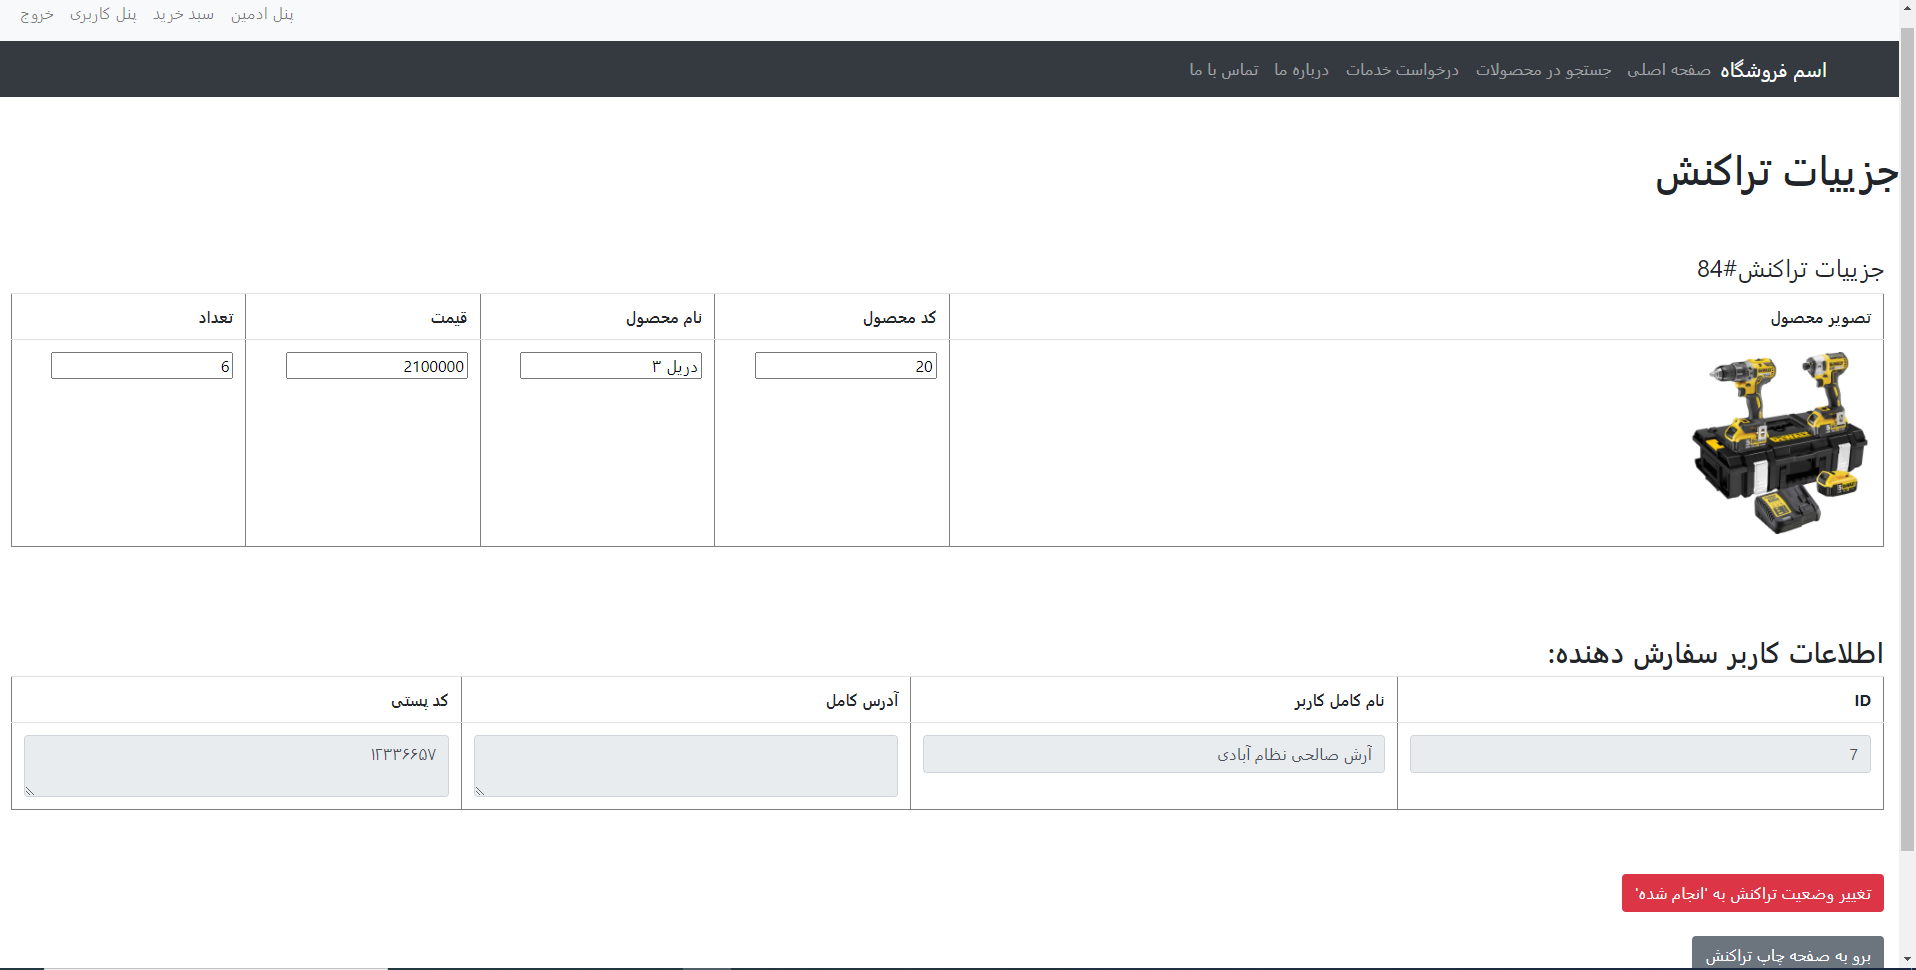 پنل ادمین سبد خرید پنل کاربری خروج
اسم فروشگاه صفحه اصلی جستجو در محصولات درخواست خدمات درباره ما تماس با ما
جزییات تراکنش
جزییات تراکنش#84
تصویر محصول کد محصول نام محصول قیمت تعداد
20 دریل ۳ 2100000 6
DEWALT
اطلاعات کاربر سفارش دهنده:
ID نام کامل کاربر آدرس کامل کد پستی
7 آرش صالحی نظام آبادی ۱۲۳۳۶۶۵۷
تغییر وضعیت تراکنش به 'انجام شده'
برو به صفحه چاپ تراکنش